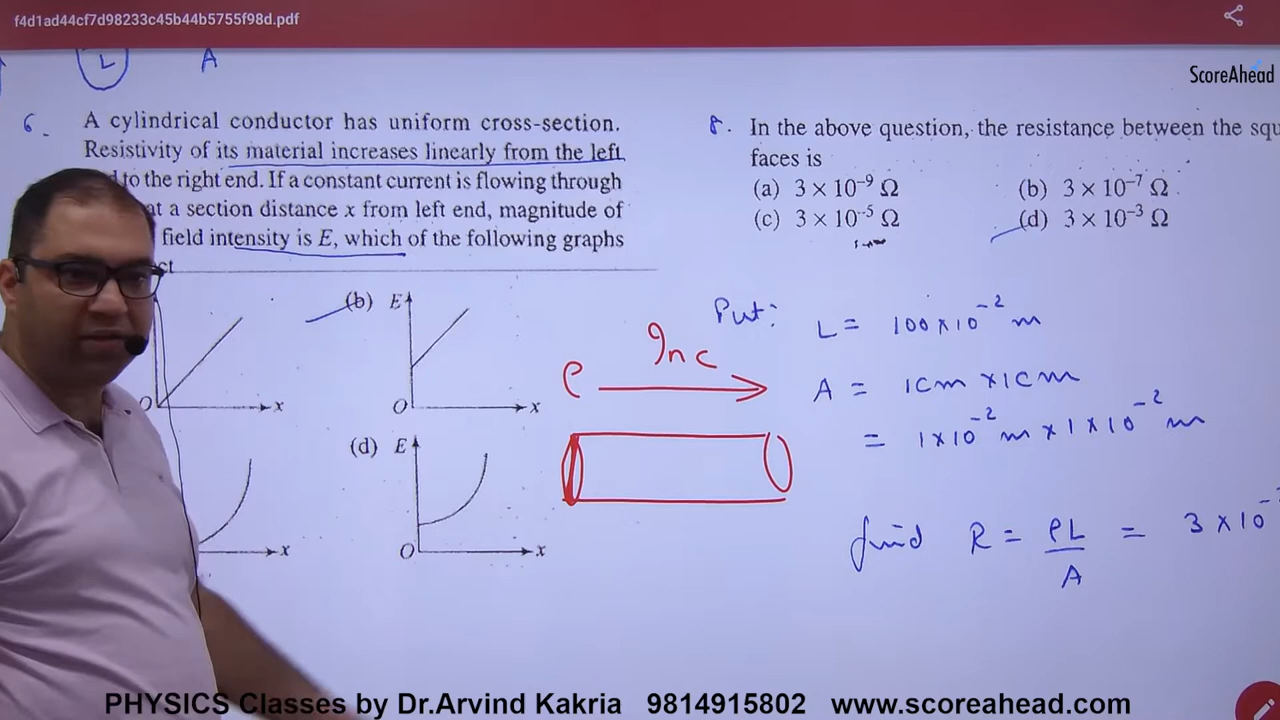 f4d1ad44cf7d98233c45b44b5755f98d.pdf
ScoreAhead
L A
6. A cylindrical conductor has uniform cross-section.
Resistivity of its material increases linearly from the left
to the right end. If a constant current is flowing through
at a section distance x from left end, magnitude of
field intensity is E, which of the following graphs
ct
O x
(b) E
O x
x
(d) E
O x
ρ Inc
8. In the above question, the resistance between the squ
faces is
(a) 3 × 10⁻⁹ Ω (b) 3 × 10⁻⁷ Ω
(c) 3 × 10⁻⁵ Ω (d) 3 × 10⁻³ Ω
Put: L = 100×10⁻² m
A = 1cm×1cm
= 1×10⁻² m × 1×10⁻² m
find R = ρL/A = 3×10⁻
PHYSICS Classes by Dr.Arvind Kakria 9814915802 www.scoreahead.com